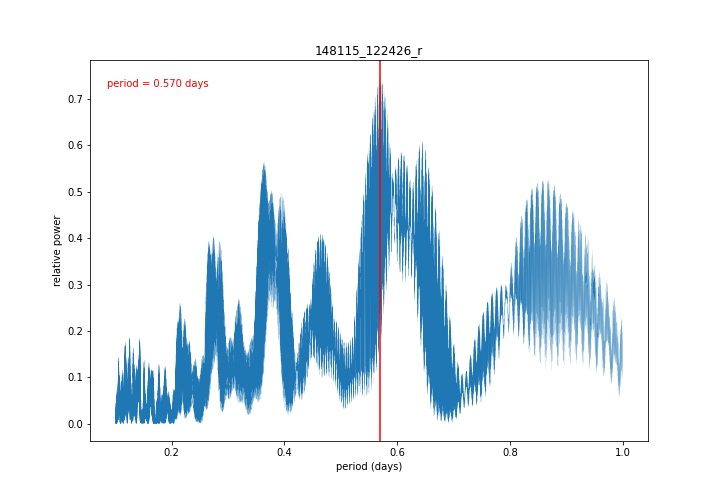 148115_122426_r
period = 0.570 days
relative power
0.7
0.6
0.5
0.4
0.3
0.2
0.1
0.0
0.2 0.4 0.6 0.8 1.0
period (days)